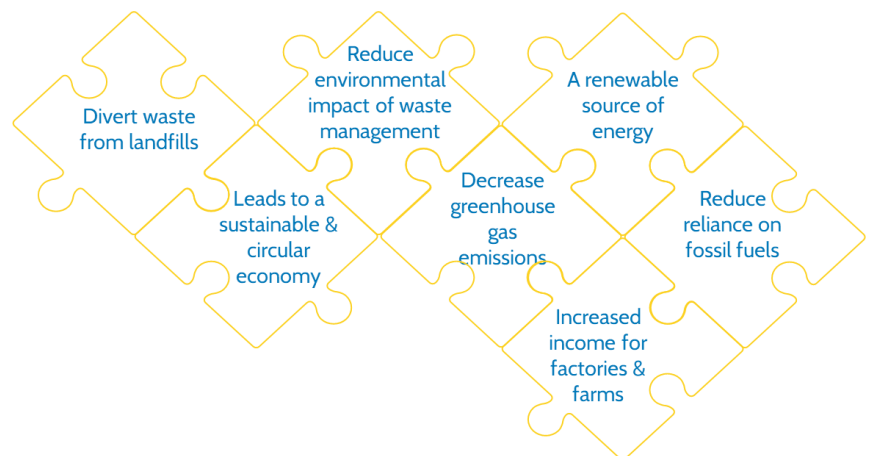 Divert waste
from landfills
Reduce
environmental
impact of waste
management
A renewable
source of
energy
Leads to a
sustainable &
circular
economy
Decrease
greenhouse
gas
emissions
Reduce
reliance on
fossil fuels
Increased
income for
factories &
farms